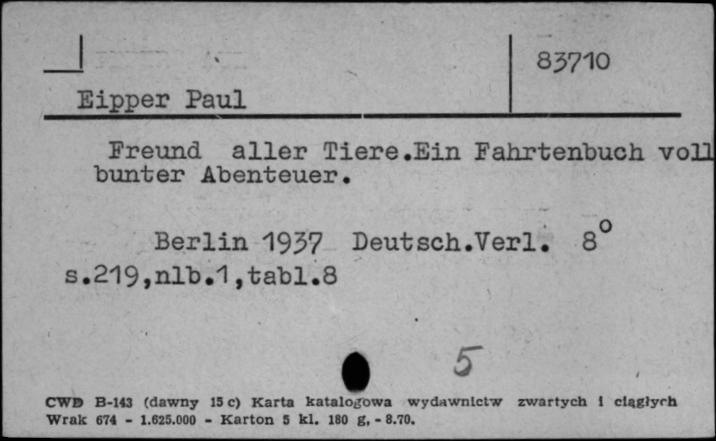 83710
Eipper Paul
Freund aller Tiere.Ein Fahrtenbuch voll
bunter Abenteuer.
Berlin 1937 Deutsch.Verl. 8°
s.219,nlb.1,tabl.8
5
CWD B-143 (dawny 15 c) Karta katalogowa wydawnictw zwartych i ciągłych
Wrak 674 - 1.625.000 - Karton 5 kl. 180 g, - 8.70.